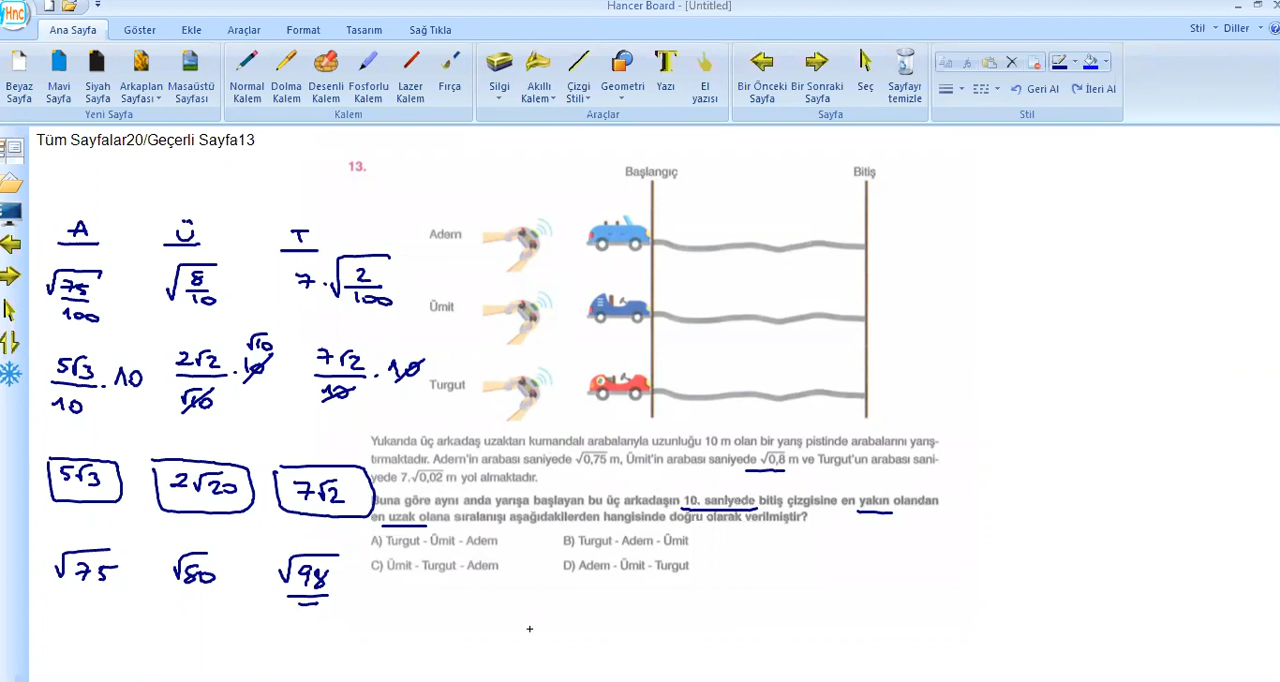 yHnc
Hancer Board - [Untitled]
Ana Sayfa Göster Ekle Araçlar Format Tasarım Sağ Tıkla Stil Diller
Beyaz Sayfa Mavi Sayfa Siyah Sayfa Arkaplan Sayfası Masaüstü Sayfası
Normal Kalem Dolma Kalem Desenli Kalem Fosforlu Kalem Lazer Kalem Fırça
Silgi Akıllı Kalem Çizgi Stili Geometri Yazı El yazısı
Bir Önceki Sayfa Bir Sonraki Sayfa Seç Sayfayı temizle
Geri Al İleri Al
Yeni Sayfa Kalem Araçlar Sayfa Stil
Tüm Sayfalar20/Geçerli Sayfa13
13.
Başlangıç Bitiş
Adem
Ümit
Turgut
A Ü T
√75/100 √8/10 7.√2/100
5√3/10 . 10 2√2/√10 . 10 √10 7√2/10 . 10
5√3 2√20 7√2
√75 √80 √98
Yukarıda üç arkadaş uzaktan kumandalı arabalarıyla uzunluğu 10 m olan bir yarış pistinde arabalarını yarış-
tırmaktadır. Adem'in arabası saniyede √0,75 m, Ümit'in arabası saniyede √0,8 m ve Turgut'un arabası sani-
yede 7.√0,02 m yol almaktadır.
Buna göre aynı anda yarışa başlayan bu üç arkadaşın 10. saniyede bitiş çizgisine en yakın olandan
en uzak olana sıralanışı aşağıdakilerden hangisinde doğru olarak verilmiştir?
A) Turgut - Ümit - Adem B) Turgut - Adem - Ümit
C) Ümit - Turgut - Adem D) Adem - Ümit - Turgut